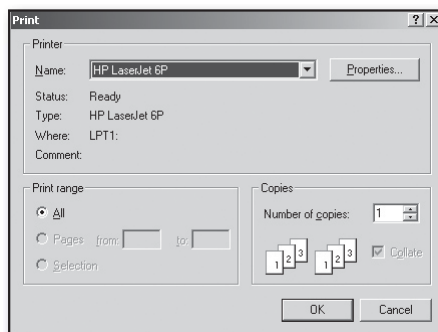 Print
Printer
Name: HP LaserJet 6P Properties...
Status: Ready
Type: HP LaserJet 6P
Where: LPT1:
Comment:
Print range
All
Pages from: to:
Selection
Copies
Number of copies: 1
1 2 3 1 2 3 Collate
OK Cancel